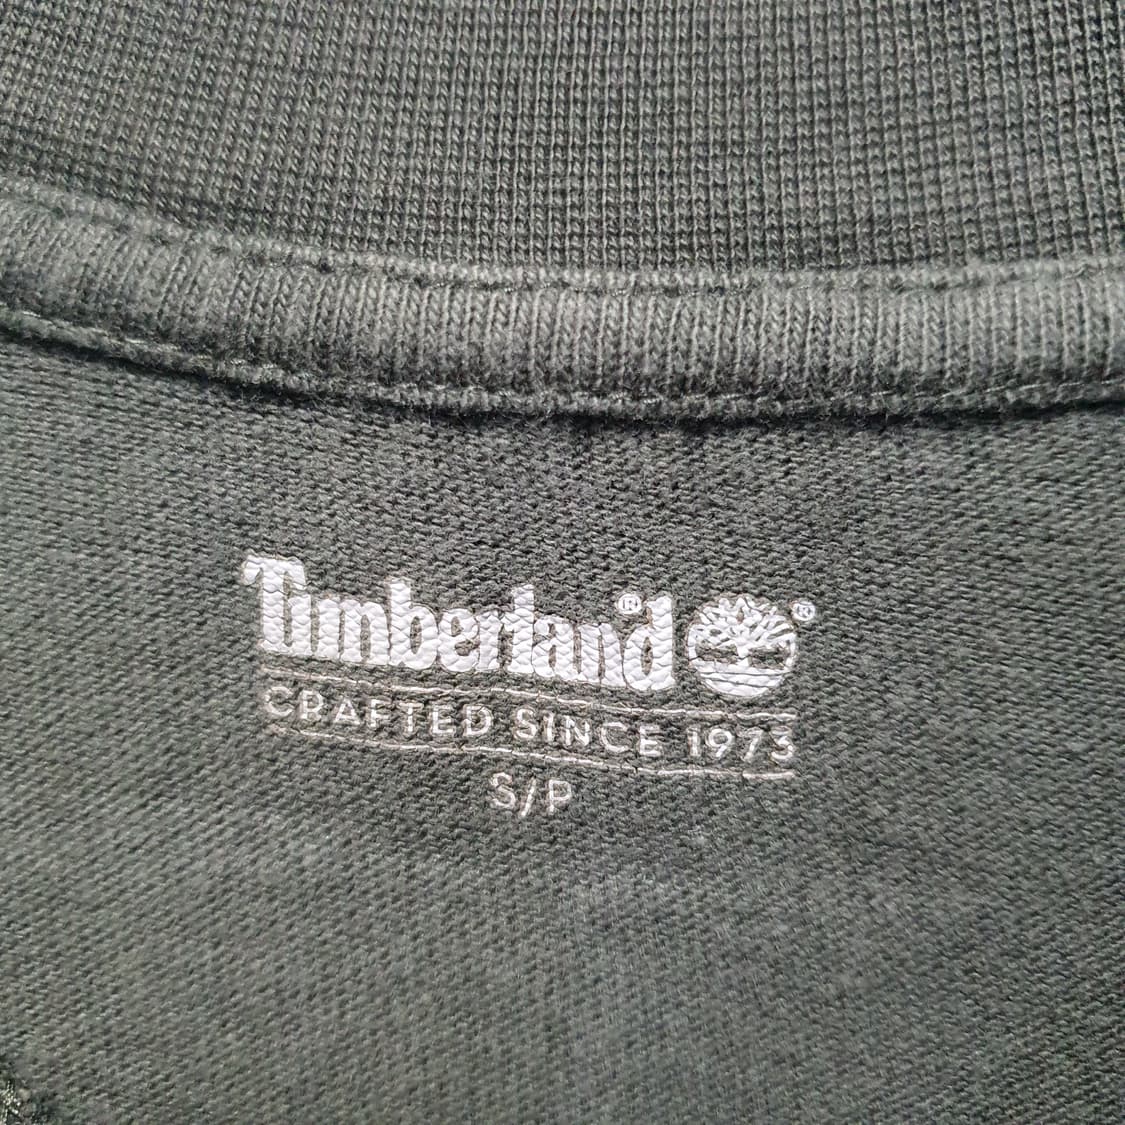 Timberland® ®
CRAFTED SINCE 1973
S/P